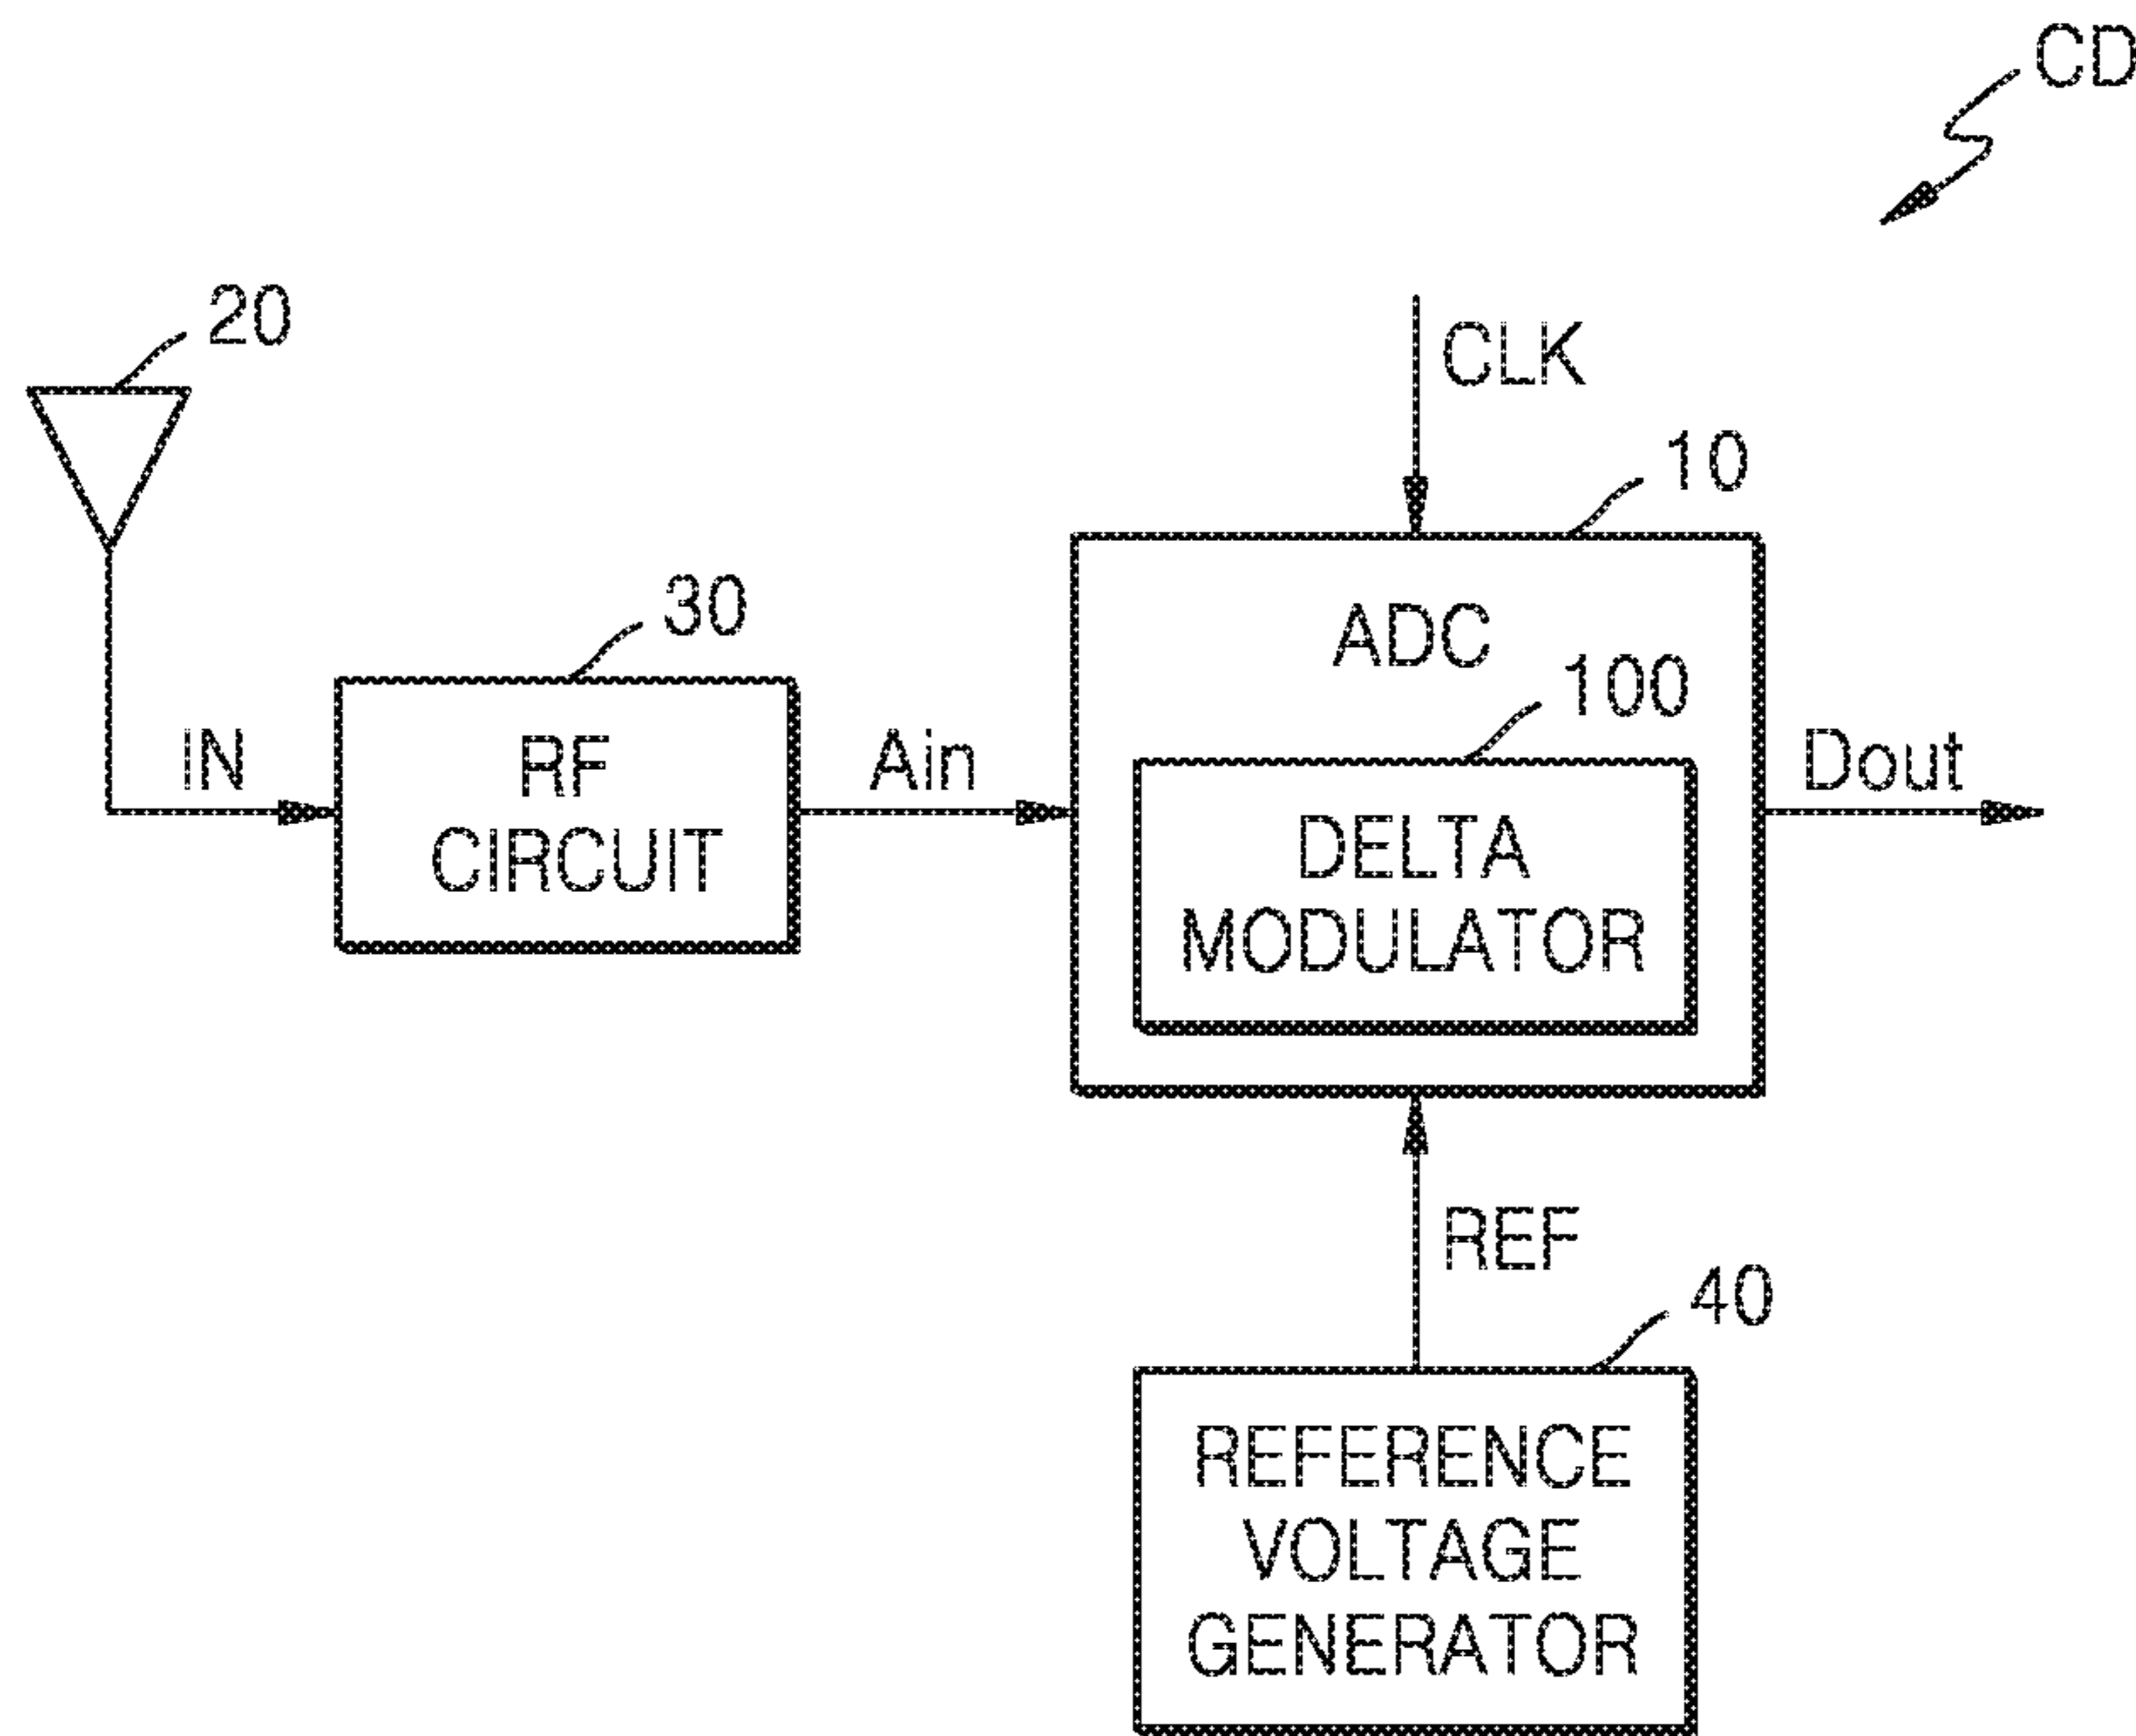 CD
20
CLK
10
30
ADC
100
IN
RF
CIRCUIT
Ain
DELTA
MODULATOR
Dout
REF
40
REFERENCE
VOLTAGE
GENERATOR